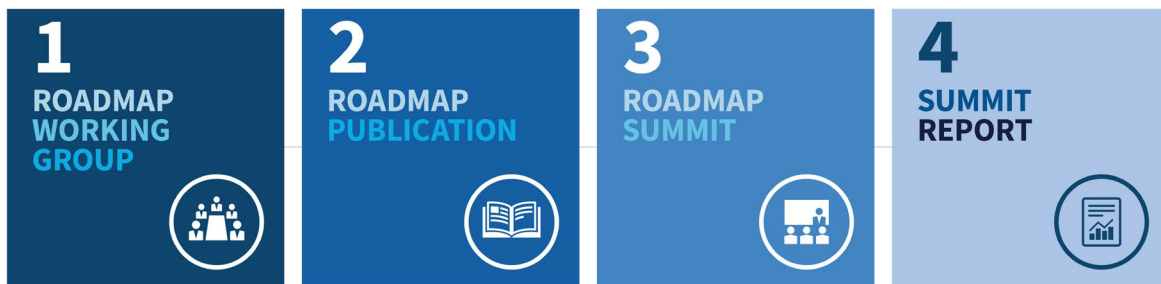 1
ROADMAP
WORKING
GROUP
2
ROADMAP
PUBLICATION
3
ROADMAP
SUMMIT
4
SUMMIT
REPORT